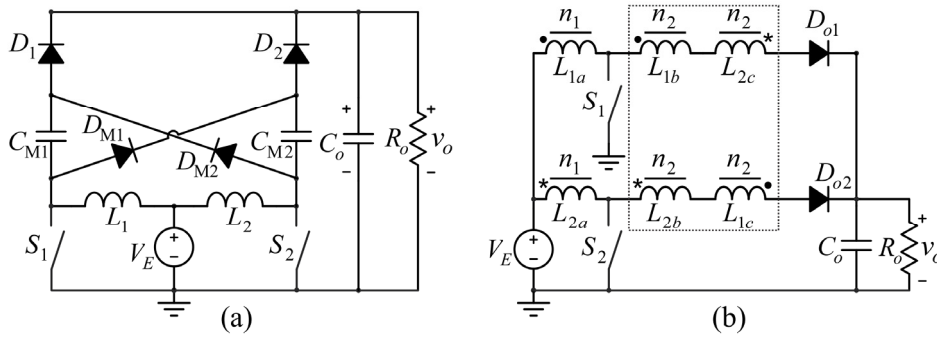 D1
D2
CM1
DM1
DM2
CM2
+
−
Co
Ro
+
vo
−
L1
L2
S1
VE
+
−
S2
(a)
n1
n2
n2
Do1
•
•
*
L1a
L1b
L2c
S1
n1
n2
n2
Do2
*
*
•
L2a
L2b
L1c
VE
+
−
S2
Co
Ro
+
vo
−
(b)